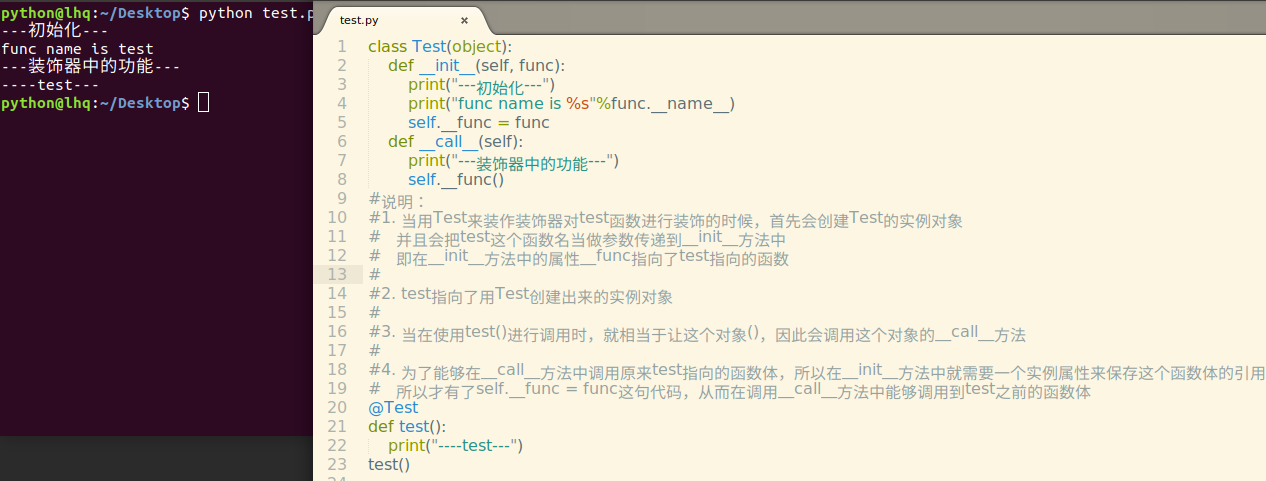 python@lhq:~/Desktop$ python test.p
---初始化---
func name is test
---装饰器中的功能---
----test---
python@lhq:~/Desktop$
test.py ×
1 class Test(object):
2 def __init__(self, func):
3 print("---初始化---")
4 print("func name is %s"%func.__name__)
5 self.__func = func
6 def __call__(self):
7 print("---装饰器中的功能---")
8 self.__func()
9 #说明：
10 #1. 当用Test来装作装饰器对test函数进行装饰的时候，首先会创建Test的实例对象
11 # 并且会把test这个函数名当做参数传递到__init__方法中
12 # 即在__init__方法中的属性__func指向了test指向的函数
13 #
14 #2. test指向了用Test创建出来的实例对象
15 #
16 #3. 当在使用test()进行调用时，就相当于让这个对象()，因此会调用这个对象的__call__方法
17 #
18 #4. 为了能够在__call__方法中调用原来test指向的函数体，所以在__init__方法中就需要一个实例属性来保存这个函数体的引用
19 # 所以才有了self.__func = func这句代码，从而在调用__call__方法中能够调用到test之前的函数体
20 @Test
21 def test():
22 print("----test---")
23 test()